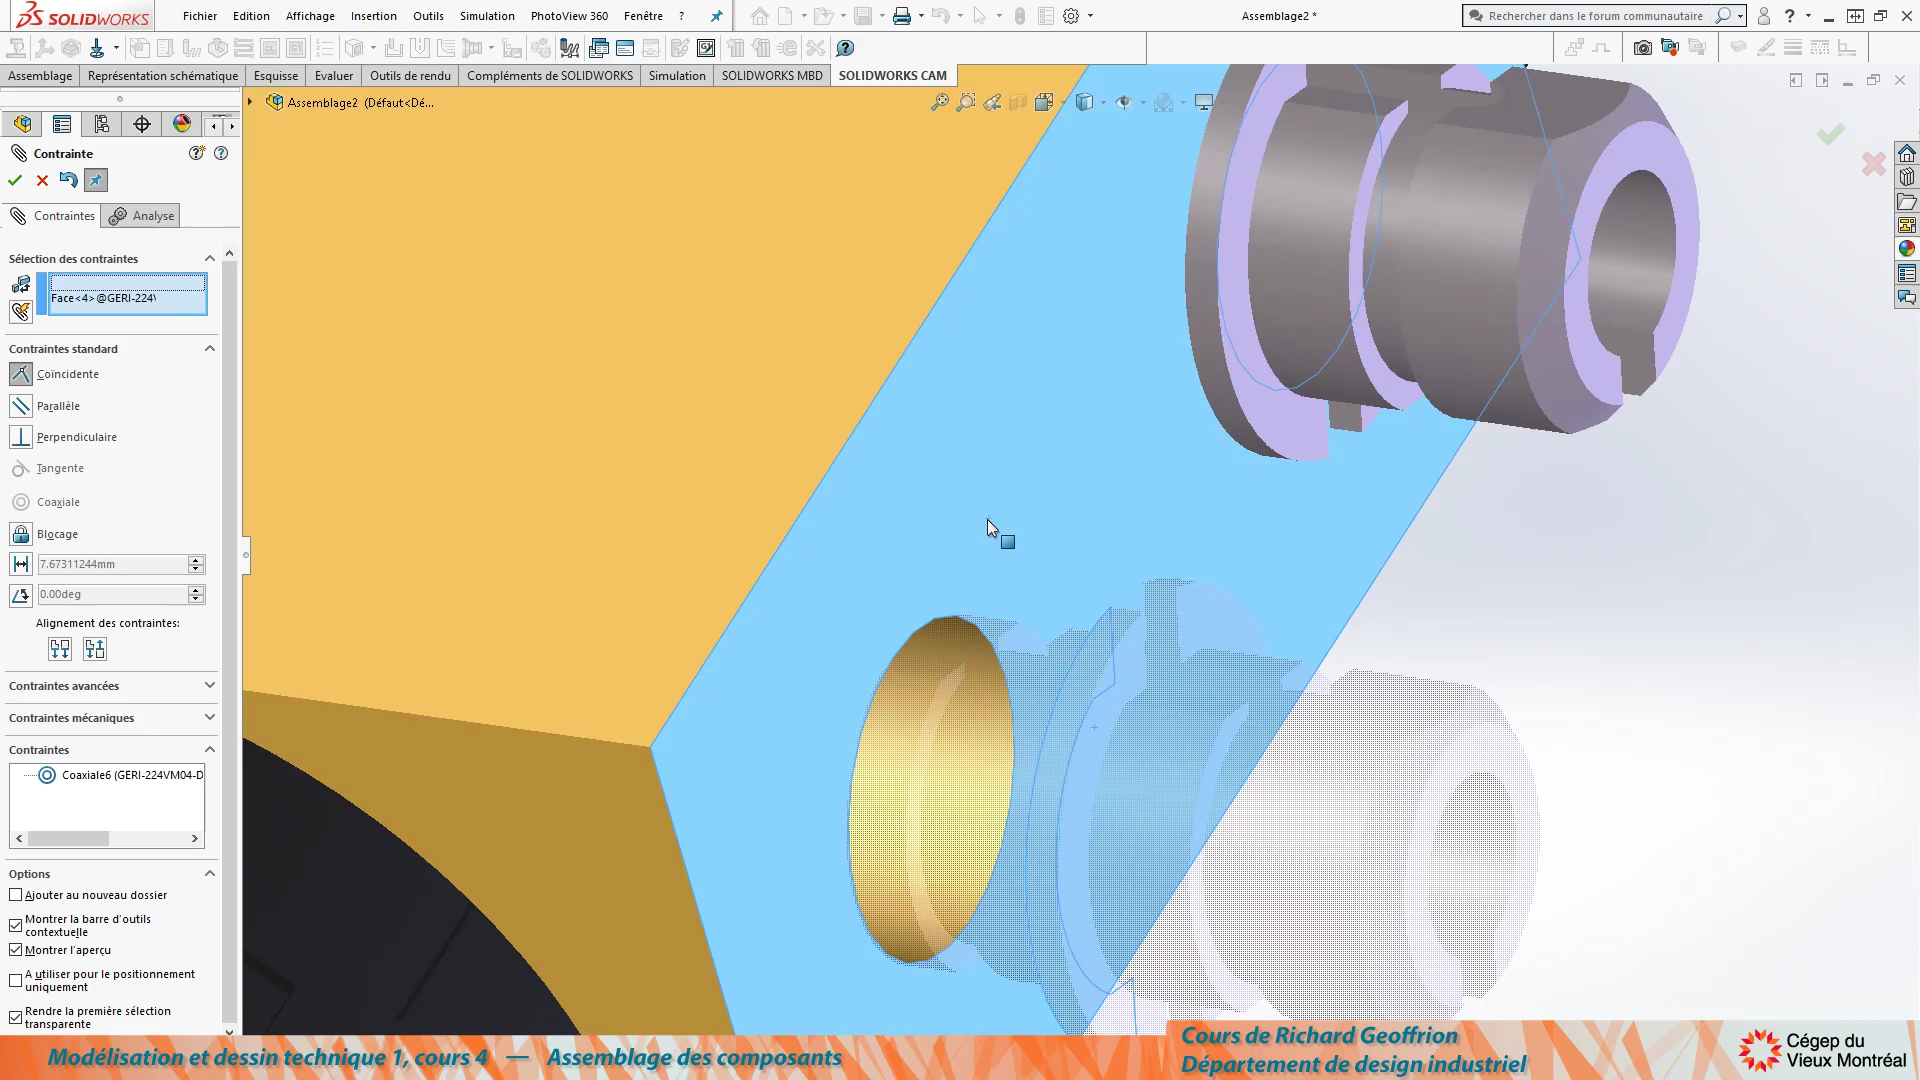 SOLIDWORKS
Fichier Edition Affichage Insertion Outils Simulation PhotoView 360 Fenêtre ?
Assemblage2 *
Rechercher dans le forum communautaire
Assemblage Représentation schématique Esquisse Evaluer Outils de rendu Compléments de SOLIDWORKS Simulation SOLIDWORKS MBD SOLIDWORKS CAM
Assemblage2 (Défaut<Dé...
Contrainte
Contraintes Analyse
Sélection des contraintes
Face<4>@GERI-224\
Contraintes standard
Coïncidente
Parallèle
Perpendiculaire
Tangente
Coaxiale
Blocage
7.67311244mm
0.00deg
Alignement des contraintes:
Contraintes avancées
Contraintes mécaniques
Contraintes
Coaxiale6 (GERI-224VM04-D
Options
Ajouter au nouveau dossier
Montrer la barre d'outils
contextuelle
Montrer l'aperçu
A utiliser pour le positionnement
uniquement
Rendre la première sélection
transparente
Modélisation et dessin technique 1, cours 4 — Assemblage des composants
Cours de Richard Geoffrion
Département de design industriel
Cégep du
Vieux Montréal